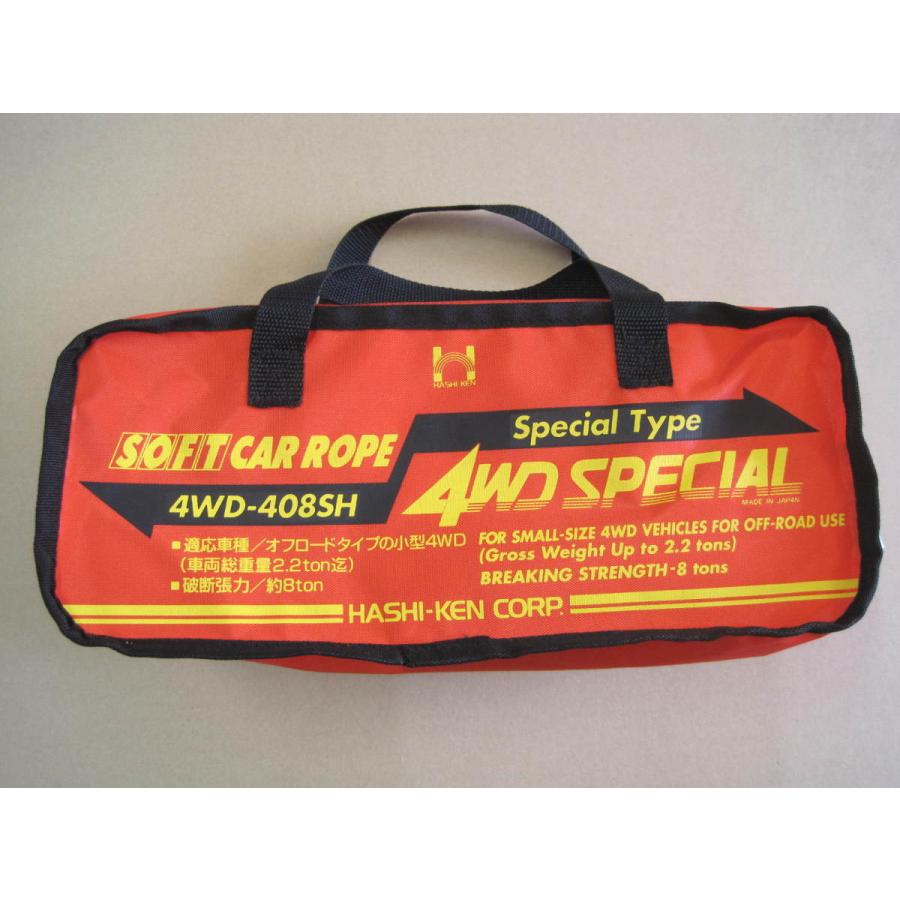 HASHI-KEN
SOFT CAR ROPE
Special Type
4WD-408SH
4WD SPECIAL
MADE IN JAPAN
■適応車種/オフロードタイプの小型4WD
(車両総重量2.2ton迄)
■破断張力/約8ton
FOR SMALL-SIZE 4WD VEHICLES FOR OFF-ROAD USE
(Gross Weight Up to 2.2 tons)
BREAKING STRENGTH-8 tons
HASHI-KEN CORP.